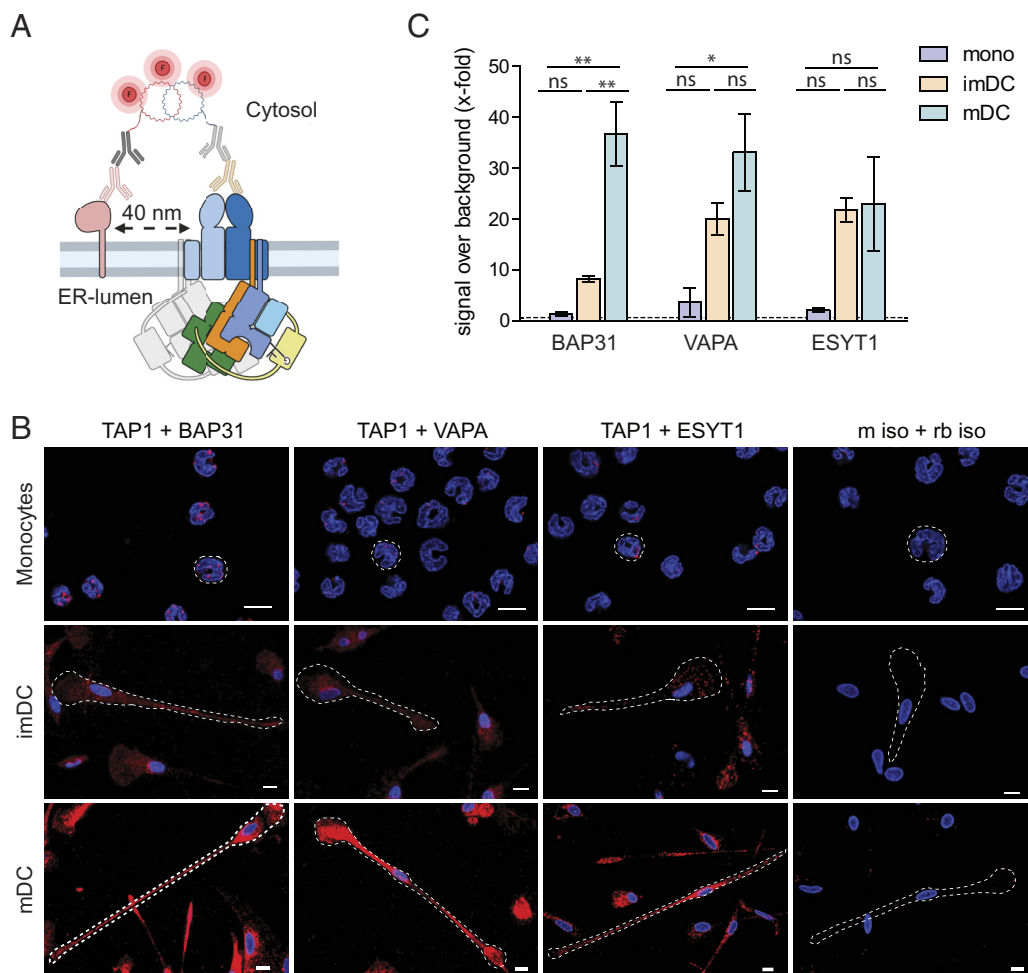 A
F
F
F
Cytosol
40 nm
ER-lumen
C
signal over background (x-fold)
50
40
30
20
10
0
**
ns
**
*
ns
ns
ns
ns
ns
BAP31
VAPA
ESYT1
mono
imDC
mDC
B
TAP1 + BAP31
TAP1 + VAPA
TAP1 + ESYT1
m iso + rb iso
Monocytes
imDC
mDC